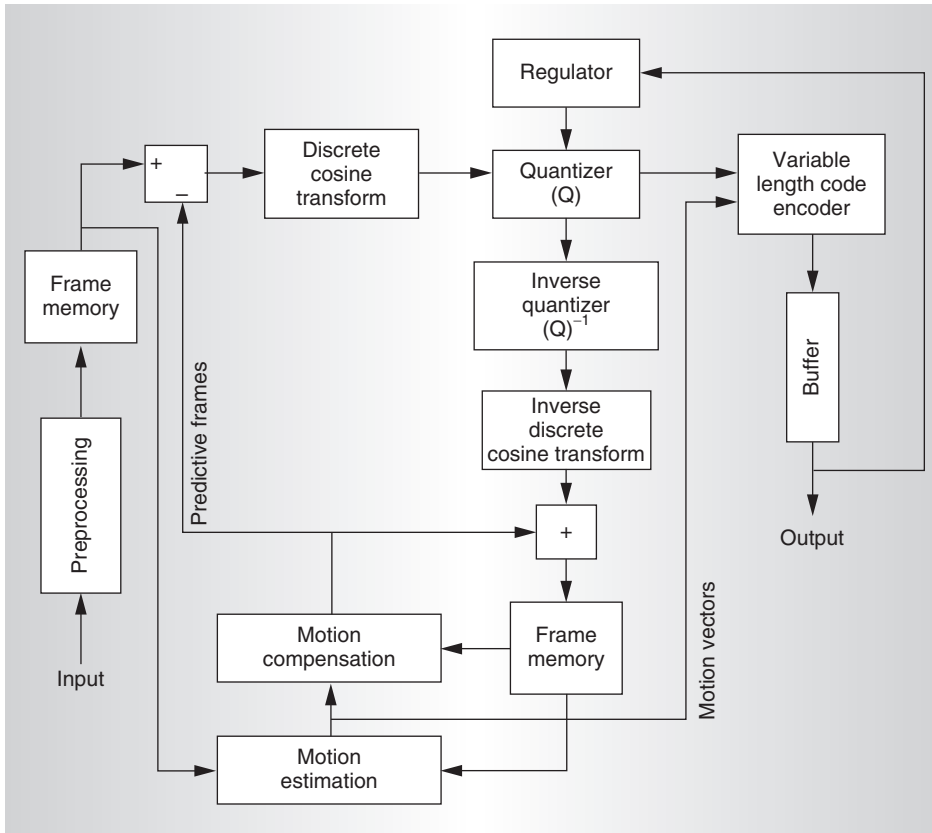 Regulator
+
−
Discrete
cosine
transform
Quantizer
(Q)
Variable
length code
encoder
Frame
memory
Inverse
quantizer
(Q)⁻¹
Buffer
Predictive frames
Inverse
discrete
cosine transform
Preprocessing
+
Output
Motion
compensation
Frame
memory
Motion vectors
Input
Motion
estimation